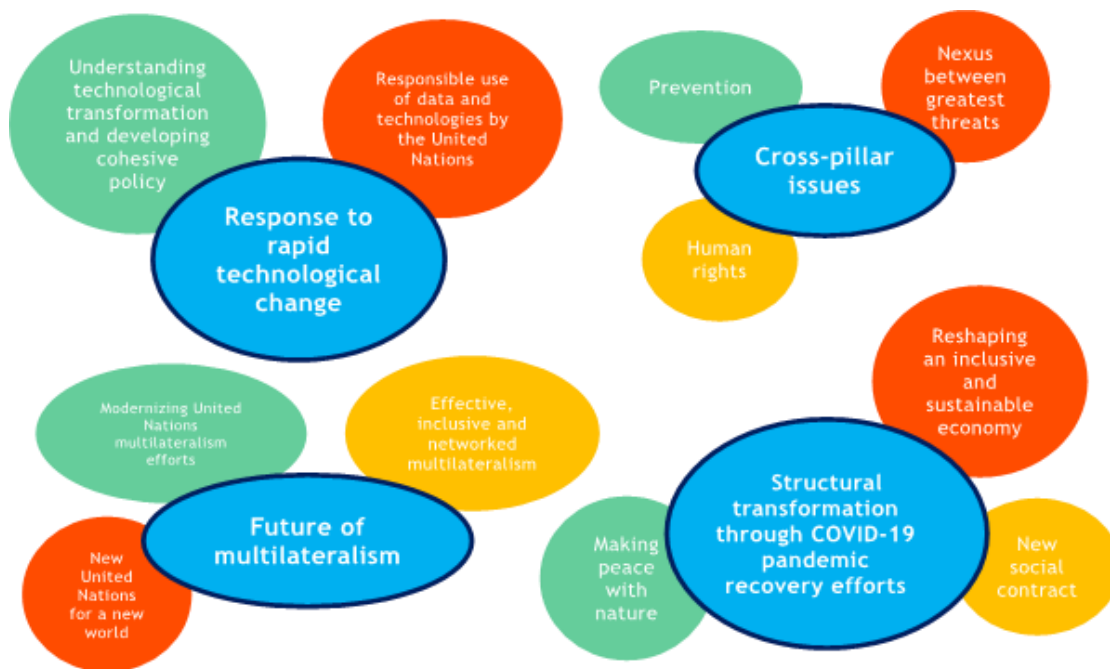 Understanding
technological
transformation
and developing
cohesive
policy
Responsible use
of data and
technologies by
the United
Nations
Response to
rapid
technological
change
Prevention
Nexus
between
greatest
threats
Cross-pillar
issues
Human
rights
Modernizing United
Nations
multilateralism
efforts
Effective,
inclusive and
networked
multilateralism
Future of
multilateralism
New
United
Nations
for a new
world
Reshaping
an inclusive
and
sustainable
economy
Structural
transformation
through COVID-19
pandemic
recovery efforts
Making
peace
with
nature
New
social
contract